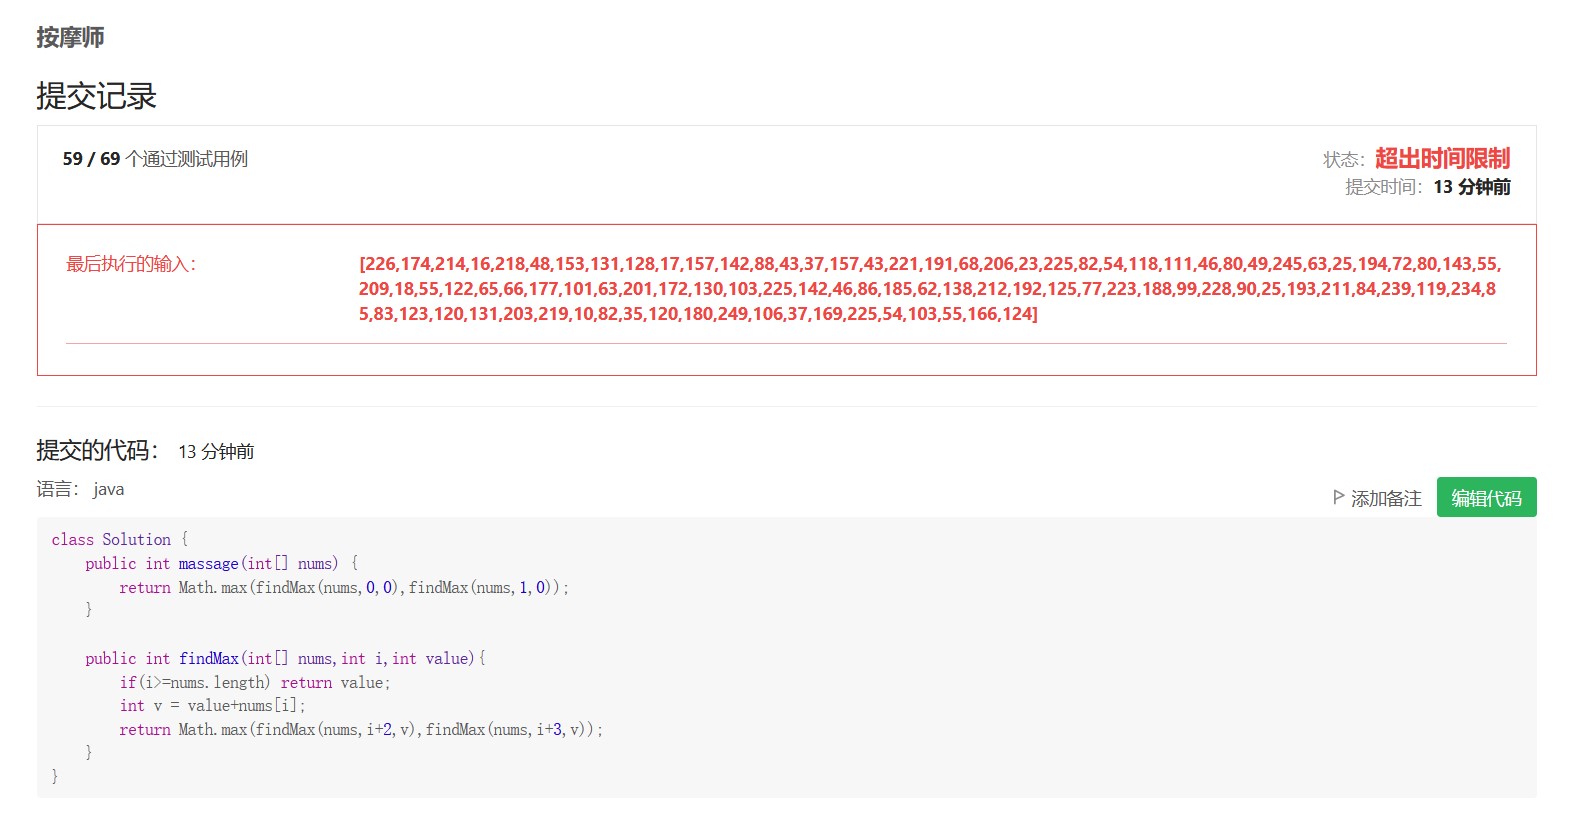 按摩师
提交记录
59 / 69 个通过测试用例
状态：超出时间限制
提交时间：13 分钟前
最后执行的输入：
[226,174,214,16,218,48,153,131,128,17,157,142,88,43,37,157,43,221,191,68,206,23,225,82,54,118,111,46,80,49,245,63,25,194,72,80,143,55,
209,18,55,122,65,66,177,101,63,201,172,130,103,225,142,46,86,185,62,138,212,192,125,77,223,188,99,228,90,25,193,211,84,239,119,234,8
5,83,123,120,131,203,219,10,82,35,120,180,249,106,37,169,225,54,103,55,166,124]
提交的代码： 13 分钟前
语言： java
添加备注
编辑代码
class Solution {
    public int massage(int[] nums) {
        return Math.max(findMax(nums,0,0),findMax(nums,1,0));
    }
    public int findMax(int[] nums,int i,int value){
        if(i>=nums.length) return value;
        int v = value+nums[i];
        return Math.max(findMax(nums,i+2,v),findMax(nums,i+3,v));
    }
}